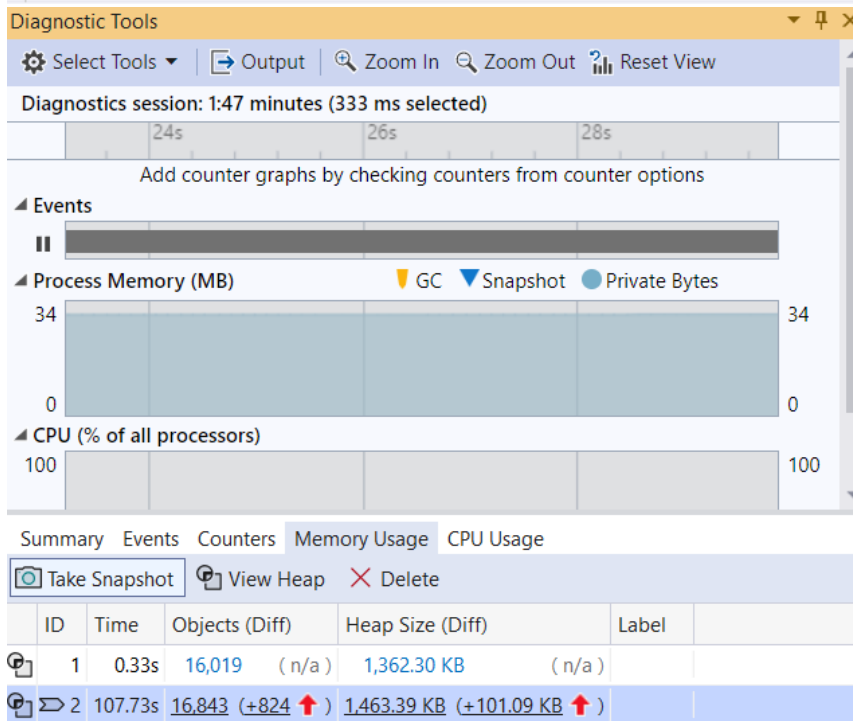 Diagnostic Tools
Select Tools Output Zoom In Zoom Out Reset View
Diagnostics session: 1:47 minutes (333 ms selected)
24s 26s 28s
Add counter graphs by checking counters from counter options
Events
Process Memory (MB) GC Snapshot Private Bytes
34 34
0 0
CPU (% of all processors)
100 100
Summary Events Counters Memory Usage CPU Usage
Take Snapshot View Heap Delete
ID Time Objects (Diff) Heap Size (Diff) Label
1 0.33s 16,019 (n/a) 1,362.30 KB (n/a)
2 107.73s 16,843 (+824 ) 1,463.39 KB (+101.09 KB )